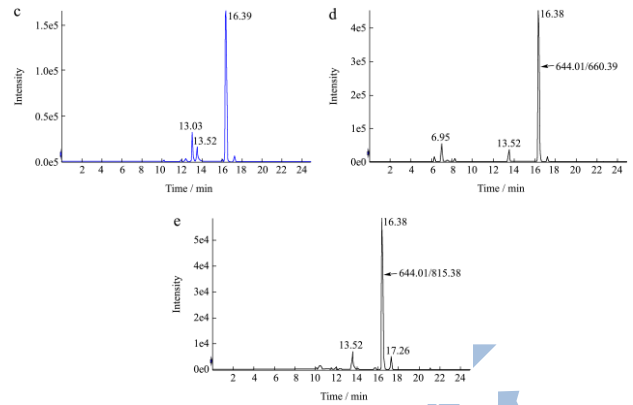 c
16.39
1.5e5
1.0e5
Intensity
0.5e5
13.03
13.52
0.0e5
2 4 6 8 10 12 14 16 18 20 22 24
Time / min
d
16.38
4e5
3e5
644.01/660.39
Intensity
2e5
1e5
6.95
13.52
0e0
2 4 6 8 10 12 14 16 18 20 22 24
Time / min
e
16.38
5e4
4e4
644.01/815.38
Intensity
3e4
2e4
1e4
13.52
17.26
0e0
2 4 6 8 10 12 14 16 18 20 22 24
Time / min